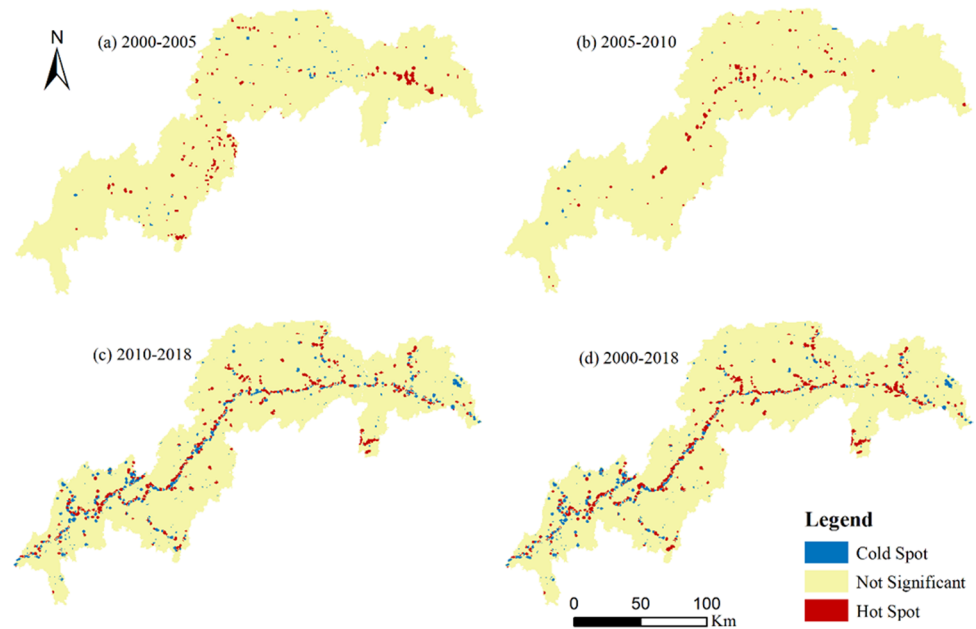 N
(a) 2000-2005
(b) 2005-2010
(c) 2010-2018
(d) 2000-2018
Legend
Cold Spot
Not Significant
Hot Spot
0 50 100
Km